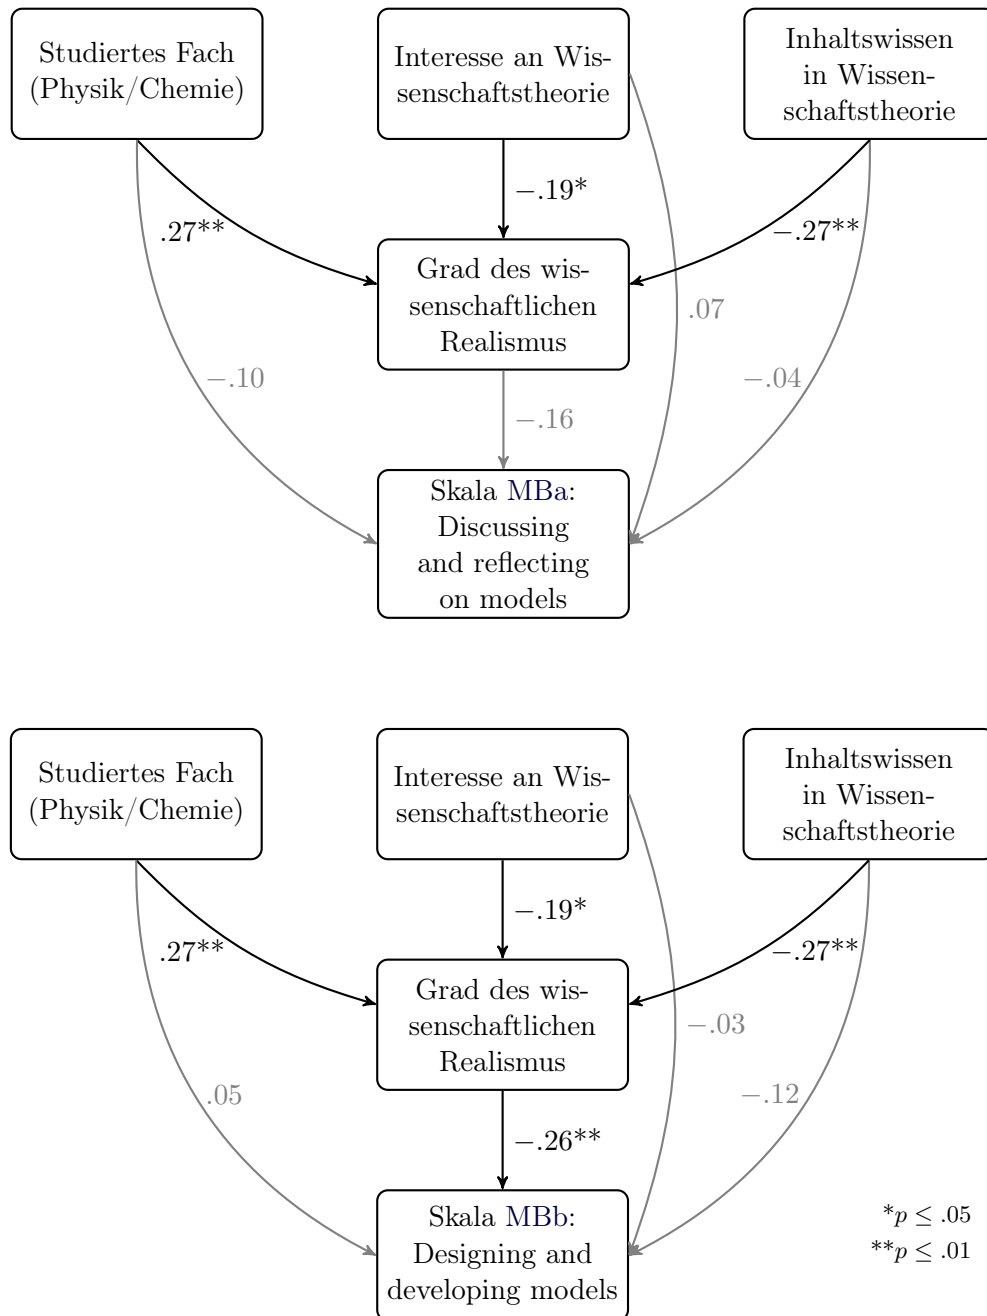 Studiertes Fach
(Physik/Chemie)
Interesse an Wis-
senschaftstheorie
Inhaltswissen
in Wissen-
schaftstheorie
.27**
−.19*
−.27**
Grad des wis-
senschaftlichen
Realismus
.07
−.10
−.04
−.16
Skala MBa:
Discussing
and reflecting
on models
Studiertes Fach
(Physik/Chemie)
Interesse an Wis-
senschaftstheorie
Inhaltswissen
in Wissen-
schaftstheorie
.27**
−.19*
−.27**
Grad des wis-
senschaftlichen
Realismus
−.03
.05
−.12
−.26**
Skala MBb:
Designing and
developing models
*p ≤ .05
**p ≤ .01